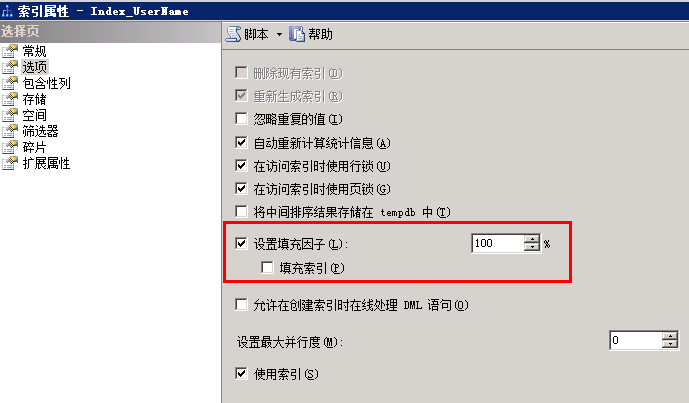 索引属性 - Index_UserName
选择页
常规
选项
包含性列
存储
空间
筛选器
碎片
扩展属性
脚本 帮助
删除现有索引(D)
重新生成索引(R)
忽略重复的值(I)
自动重新计算统计信息(A)
在访问索引时使用行锁(U)
在访问索引时使用页锁(G)
将中间排序结果存储在 tempdb 中(T)
设置填充因子(L): 100 %
填充索引(P)
允许在创建索引时在线处理 DML 语句(O)
设置最大并行度(M): 0
使用索引(S)